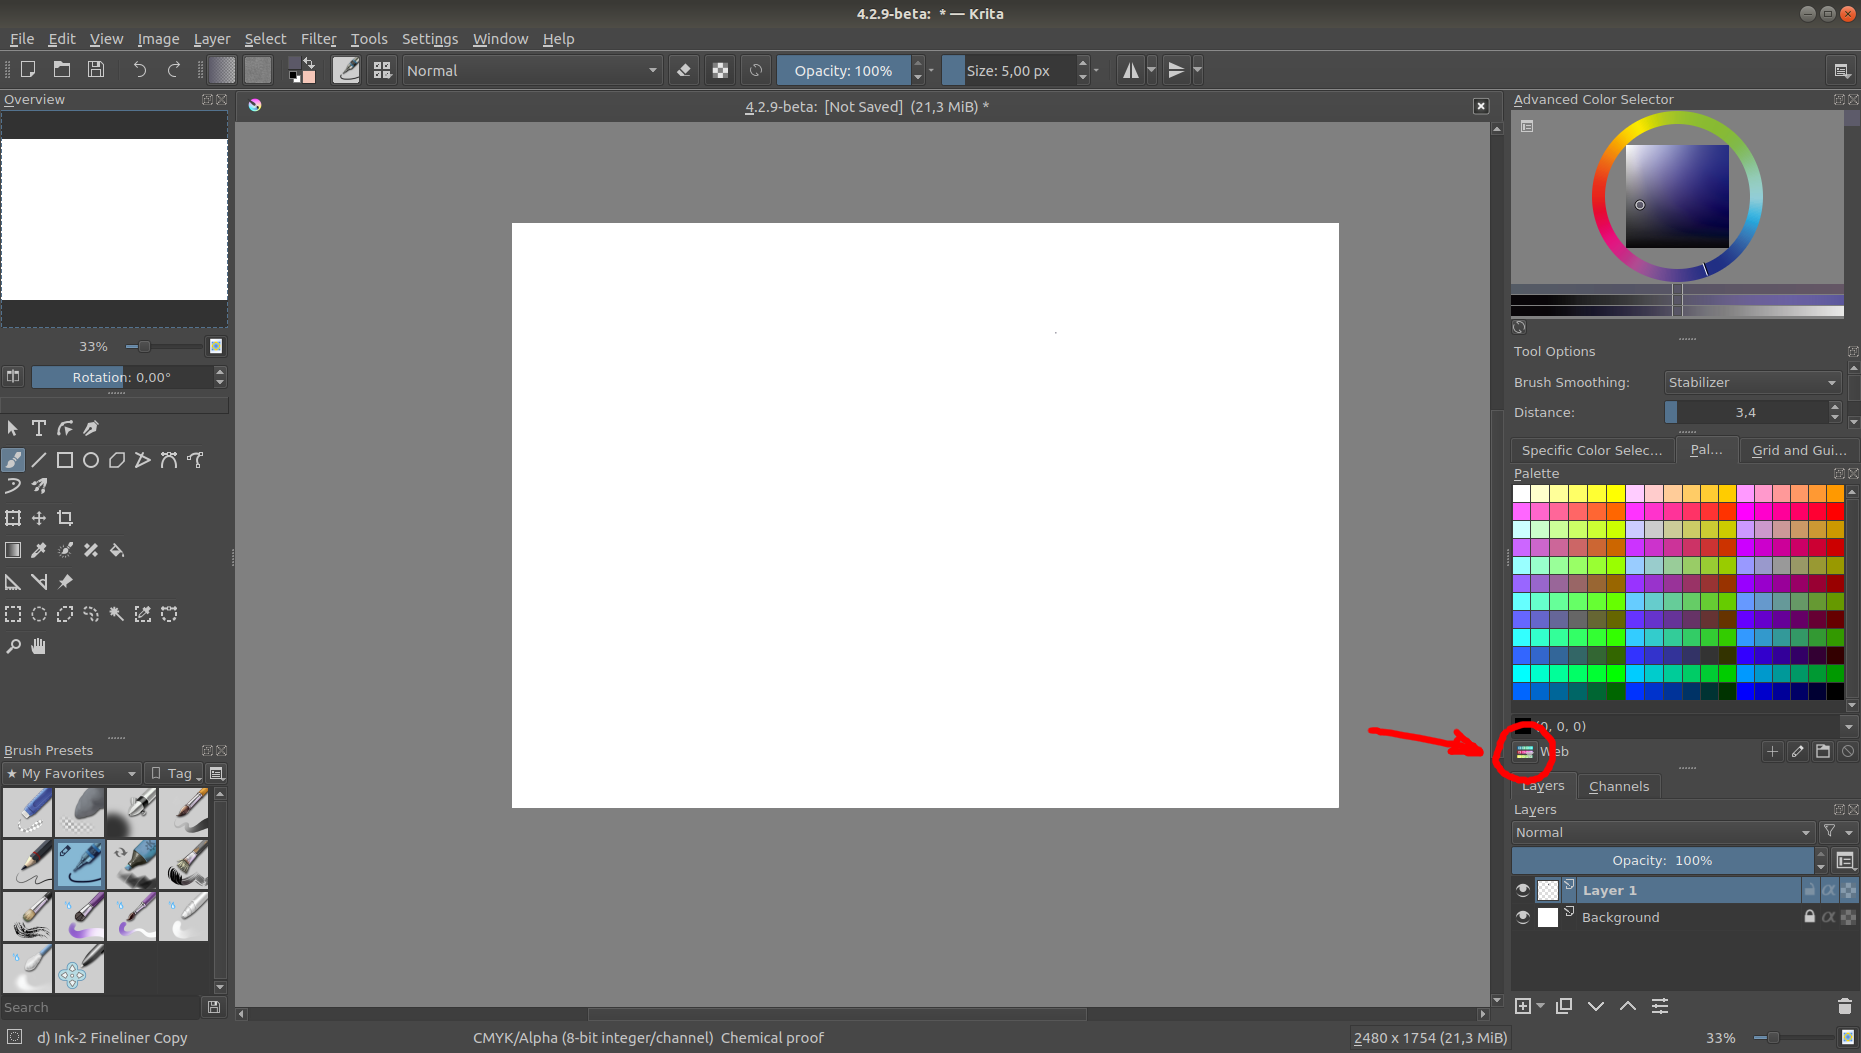 4.2.9-beta:  * — Krita
File Edit View Image Layer Select Filter Tools Settings Window Help
Normal Opacity: 100% Size: 5,00 px
Overview
4.2.9-beta:  [Not Saved]  (21,3 MiB) *
Advanced Color Selector
33%
Rotation: 0,00°
Tool Options
Brush Smoothing: Stabilizer
Distance: 3,4
Specific Color Selec... Pal... Grid and Gui...
Palette
(0, 0, 0)
Web
Brush Presets
★ My Favorites Tag
Search
Layers Channels
Layers
Normal
Opacity:  100%
Layer 1
Background
d) Ink-2 Fineliner Copy CMYK/Alpha (8-bit integer/channel)  Chemical proof 2480 x 1754 (21,3 MiB) 33%